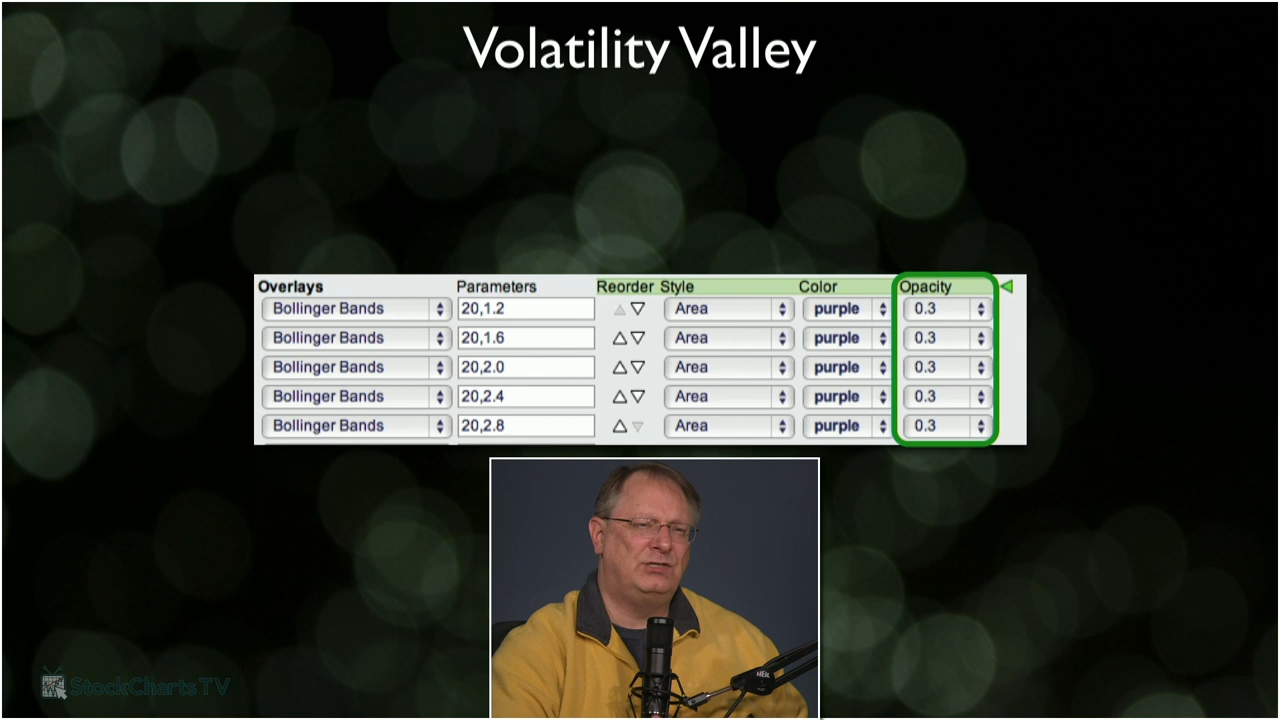 Volatility Valley
Overlays Parameters Reorder Style Color Opacity
Bollinger Bands 20,1.2 Area purple 0.3
Bollinger Bands 20,1.6 Area purple 0.3
Bollinger Bands 20,2.0 Area purple 0.3
Bollinger Bands 20,2.4 Area purple 0.3
Bollinger Bands 20,2.8 Area purple 0.3
HEIL
StockChartsTV